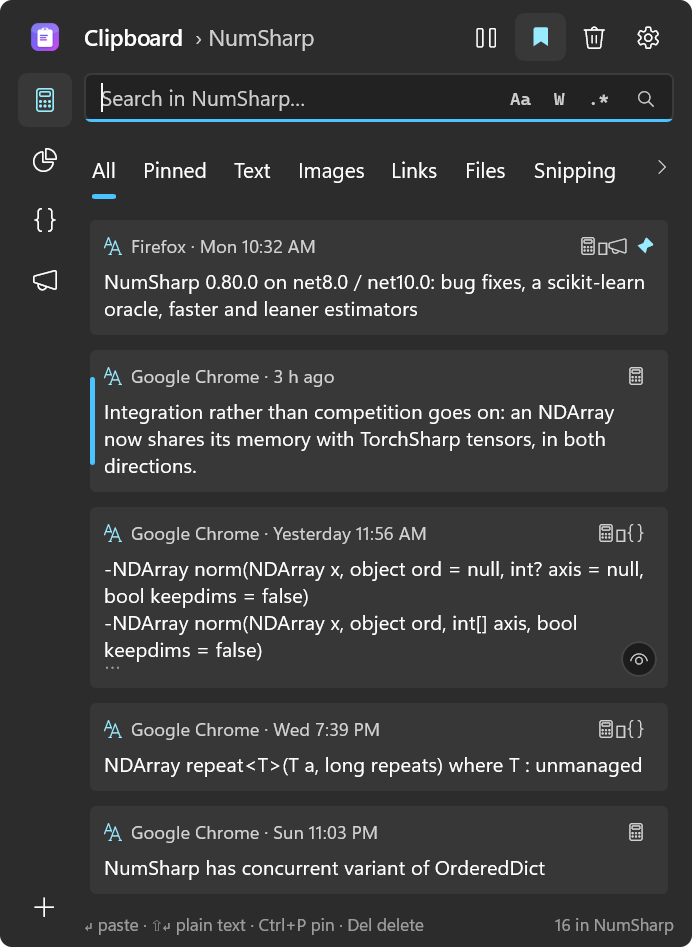 Clipboard › NumSharp
Search in NumSharp...
Aa W .*
All Pinned Text Images Links Files Snipping
Firefox · Mon 10:32 AM
NumSharp 0.80.0 on net8.0 / net10.0: bug fixes, a scikit-learn
oracle, faster and leaner estimators
Google Chrome · 3 h ago
Integration rather than competition goes on: an NDArray
now shares its memory with TorchSharp tensors, in both
directions.
Google Chrome · Yesterday 11:56 AM
-NDArray norm(NDArray x, object ord = null, int? axis = null,
bool keepdims = false)
-NDArray norm(NDArray x, object ord, int[] axis, bool
keepdims = false)
...
Google Chrome · Wed 7:39 PM
NDArray repeat<T>(T a, long repeats) where T : unmanaged
Google Chrome · Sun 11:03 PM
NumSharp has concurrent variant of OrderedDict
↵ paste · ⇧↵ plain text · Ctrl+P pin · Del delete 16 in NumSharp